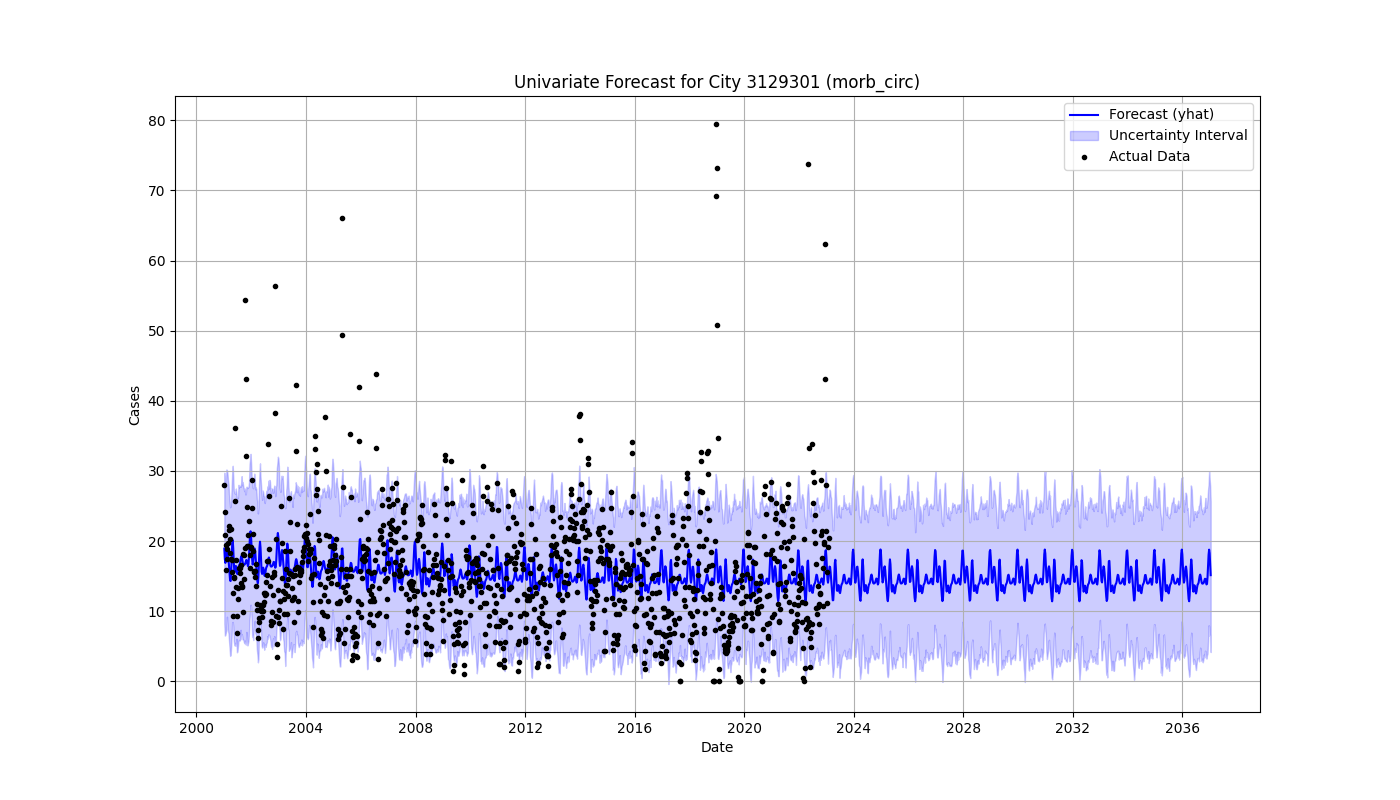 Univariate Forecast for City 3129301 (morb_circ)
Forecast (yhat)
Uncertainty Interval
Actual Data
Cases
80
70
60
50
40
30
20
10
0
2000 2004 2008 2012 2016 2020 2024 2028 2032 2036
Date